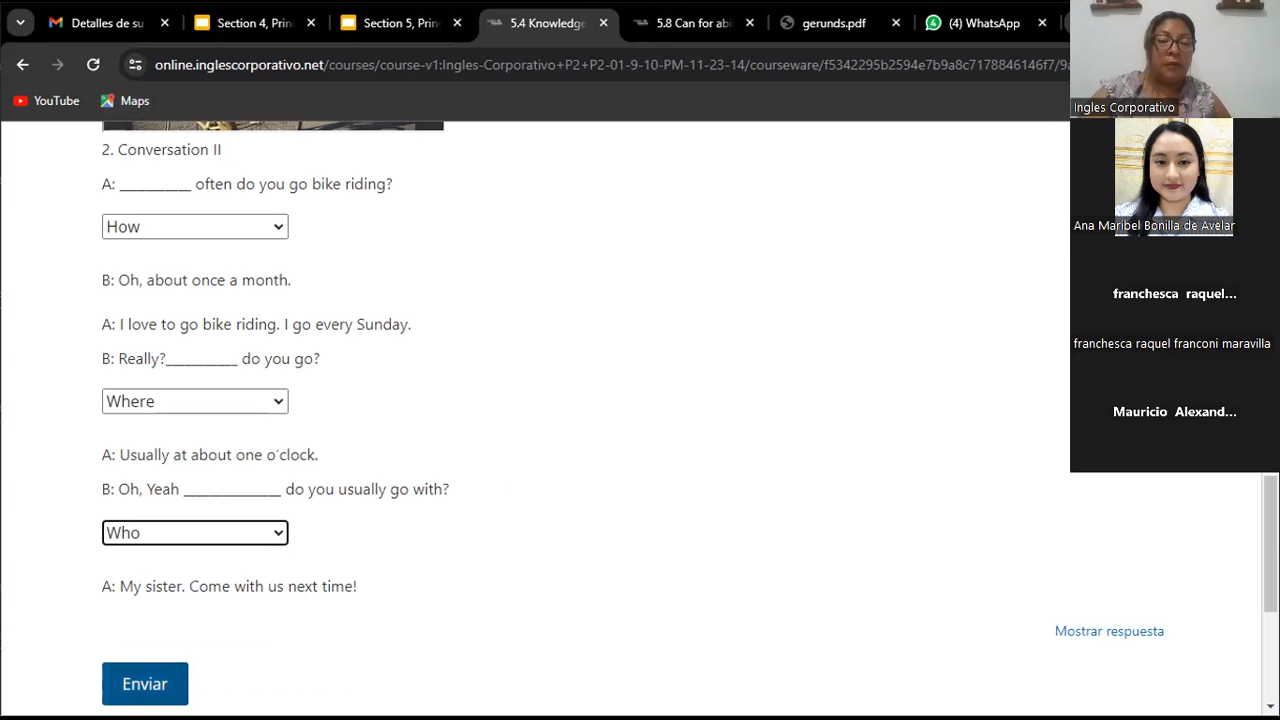 Detalles de su
Section 4, Prin
Section 5, Prin
5.4 Knowledge
5.8 Can for abi
gerunds.pdf
(4) WhatsApp
online.inglescorporativo.net/courses/course-v1:Ingles-Corporativo+P2+P2-01-9-10-PM-11-23-14/courseware/f5342295b2594e7b9a8c7178846146f7/9
YouTube
Maps
Ingles Corporativo
Ana Maribel Bonilla de Avelar
franchesca raquel...
franchesca raquel franconi maravilla
Mauricio Alexand...
2. Conversation II
A: __________ often do you go bike riding?
How
B: Oh, about once a month.
A: I love to go bike riding. I go every Sunday.
B: Really?__________ do you go?
Where
A: Usually at about one o´clock.
B: Oh, Yeah ______________ do you usually go with?
Who
A: My sister. Come with us next time!
Mostrar respuesta
Enviar